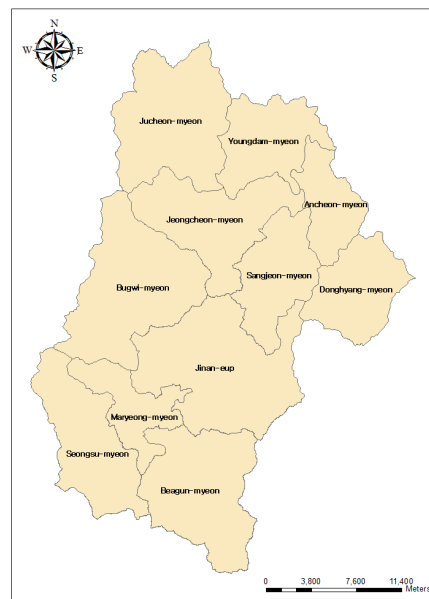 N
W
E
S
Jucheon-myeon
Youngdam-myeon
Ancheon-myeon
Jeongcheon-myeon
Sangjeon-myeon
Bugwi-myeon
Donghyang-myeon
Jinan-eup
Maryeong-myeon
Seongsu-myeon
Beagun-myeon
0 3,800 7,600 11,400
Meters